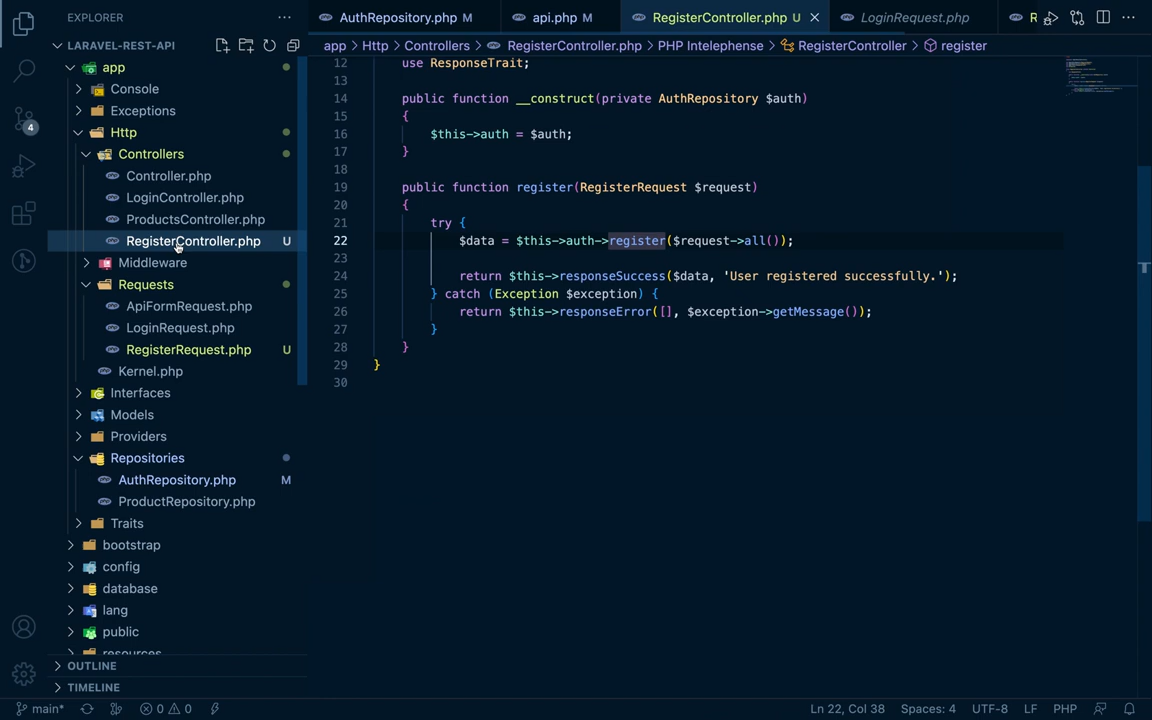 EXPLORER
LARAVEL-REST-API
app
Console
Exceptions
Http
Controllers
Controller.php
LoginController.php
ProductsController.php
RegisterController.php U
Middleware
Requests
ApiFormRequest.php
LoginRequest.php
RegisterRequest.php U
Kernel.php
Interfaces
Models
Providers
Repositories
AuthRepository.php M
ProductRepository.php
Traits
bootstrap
config
database
lang
public
resources
OUTLINE
TIMELINE
4
AuthRepository.php M api.php M RegisterController.php U LoginRequest.php R
app > Http > Controllers > RegisterController.php > PHP Intelephense > RegisterController > register
12 use ResponseTrait;
13
14 public function __construct(private AuthRepository $auth)
15 {
16 $this->auth = $auth;
17 }
18
19 public function register(RegisterRequest $request)
20 {
21 try {
22 $data = $this->auth->register($request->all());
23
24 return $this->responseSuccess($data, 'User registered successfully.');
25 } catch (Exception $exception) {
26 return $this->responseError([], $exception->getMessage());
27 }
28 }
29 }
30
main* 0 0 Ln 22, Col 38 Spaces: 4 UTF-8 LF PHP